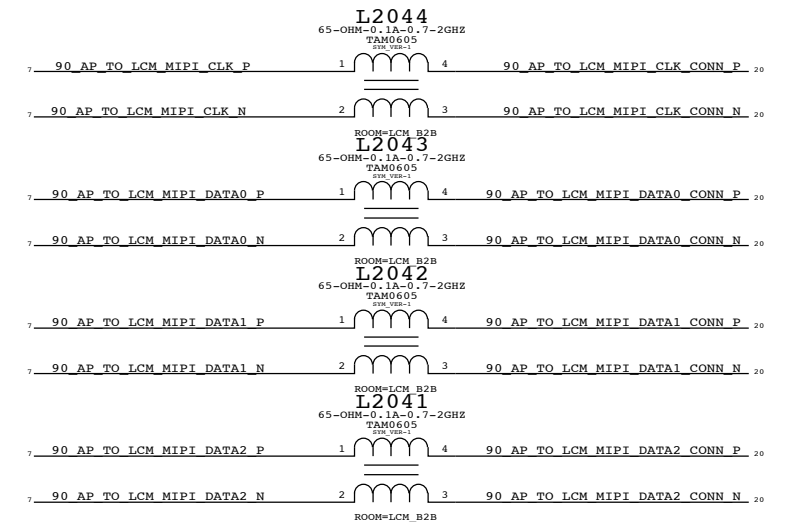 L2044
65-OHM-0.1A-0.7-2GHZ
TAM0605
SYM_VER-1
7 90_AP_TO_LCM_MIPI_CLK_P 1 4 90_AP_TO_LCM_MIPI_CLK_CONN_P 20
7 90_AP_TO_LCM_MIPI_CLK_N 2 3 90_AP_TO_LCM_MIPI_CLK_CONN_N 20
ROOM=LCM_B2B
L2043
65-OHM-0.1A-0.7-2GHZ
TAM0605
SYM_VER-1
7 90_AP_TO_LCM_MIPI_DATA0_P 1 4 90_AP_TO_LCM_MIPI_DATA0_CONN_P 20
7 90_AP_TO_LCM_MIPI_DATA0_N 2 3 90_AP_TO_LCM_MIPI_DATA0_CONN_N 20
ROOM=LCM_B2B
L2042
65-OHM-0.1A-0.7-2GHZ
TAM0605
SYM_VER-1
7 90_AP_TO_LCM_MIPI_DATA1_P 1 4 90_AP_TO_LCM_MIPI_DATA1_CONN_P 20
7 90_AP_TO_LCM_MIPI_DATA1_N 2 3 90_AP_TO_LCM_MIPI_DATA1_CONN_N 20
ROOM=LCM_B2B
L2041
65-OHM-0.1A-0.7-2GHZ
TAM0605
SYM_VER-1
7 90_AP_TO_LCM_MIPI_DATA2_P 1 4 90_AP_TO_LCM_MIPI_DATA2_CONN_P 20
7 90_AP_TO_LCM_MIPI_DATA2_N 2 3 90_AP_TO_LCM_MIPI_DATA2_CONN_N 20
ROOM=LCM_B2B